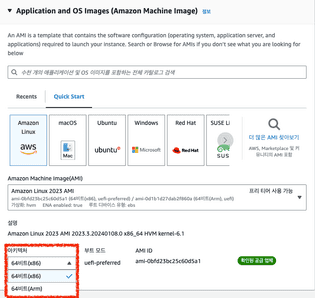 Application and OS Images (Amazon Machine Image) 정보
An AMI is a template that contains the software configuration (operating system, application server, and
applications) required to launch your instance. Search or Browse for AMIs if you don't see what you are looking for
below
수천 개의 애플리케이션 및 OS 이미지를 포함하는 전체 카탈로그 검색
Recents
Quick Start
Amazon
Linux
aws
macOS
Mac
Ubuntu
ubuntu
Windows
Microsoft
Red Hat
Red Hat
SUSE Li
SUS
더 많은 AMI 찾아보기
AWS, Marketplace 및 커
뮤니티의 AMI 포함
Amazon Machine Image(AMI)
Amazon Linux 2023 AMI
프리 티어 사용 가능
ami-0bfd23bc25c60d5a1 (64비트(x86), uefi-preferred) / ami-0d1b1d27dab2f860a (64비트(Arm), uefi)
가상화: hvm ENA enabled: true 루트 디바이스 유형: ebs
설명
Amazon Linux 2023 AMI 2023.3.20240108.0 x86_64 HVM kernel-6.1
아키텍처
부트 모드
AMI ID
64비트(x86)
uefi-preferred
ami-0bfd23bc25c60d5a1
확인된 공급 업체
64비트(x86)
64비트(Arm)